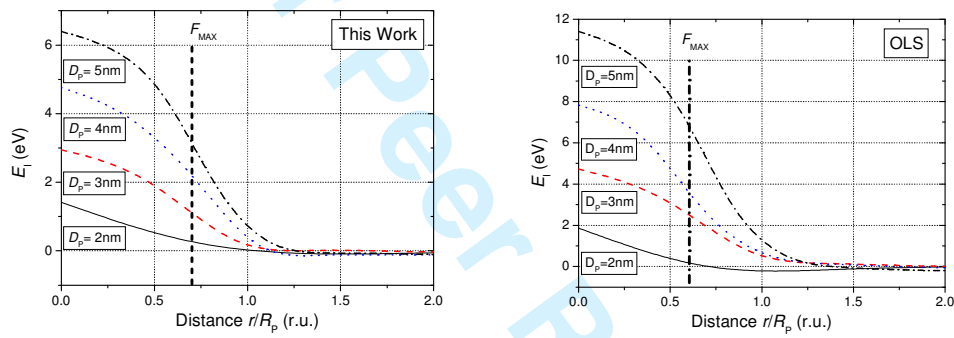 F_MAX
This Work
D_P= 5nm
D_P= 4nm
D_P= 3nm
D_P= 2nm
6
4
2
0
E_I (eV)
0.0 0.5 1.0 1.5 2.0
Distance r/R_P (r.u.)
F_MAX
OLS
D_P=5nm
D_P=4nm
D_P=3nm
D_P=2nm
12
10
8
6
4
2
0
-2
E_I (eV)
0.0 0.5 1.0 1.5 2.0
Distance r/R_P (r.u.)
Peer P